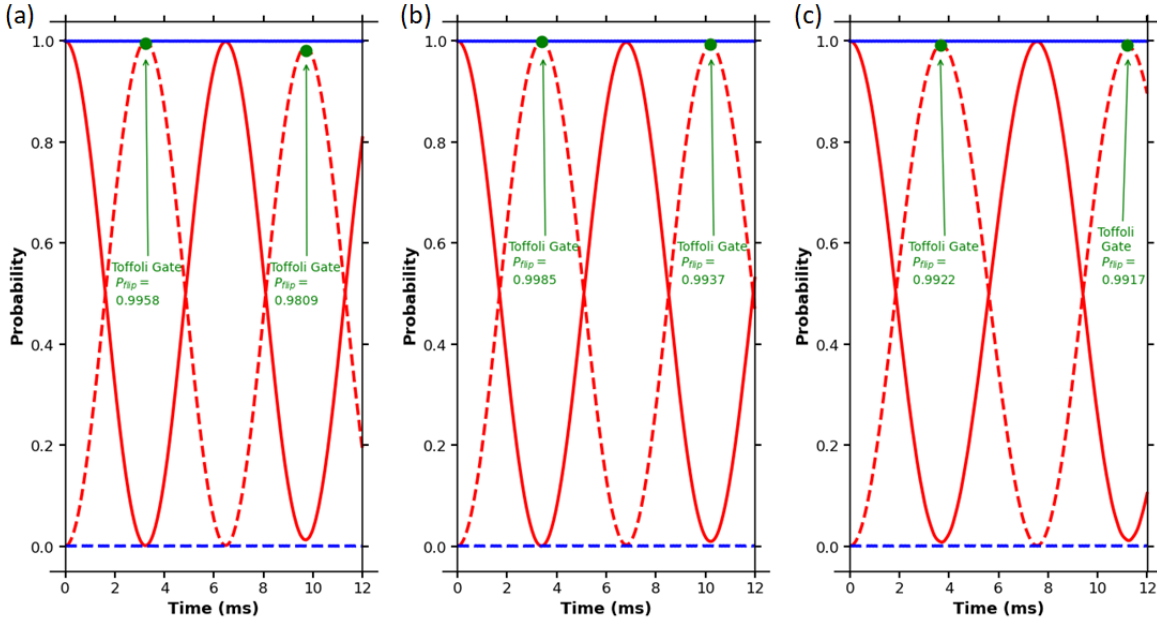 (a)
1.0
0.8
0.6
0.4
0.2
0.0
Probability
Toffoli Gate
P_flip =
0.9958
Toffoli Gate
P_flip =
0.9809
0 2 4 6 8 10 12
Time (ms)
(b)
1.0
0.8
0.6
0.4
0.2
0.0
Probability
Toffoli Gate
P_flip =
0.9985
Toffoli Gate
P_flip =
0.9937
0 2 4 6 8 10 12
Time (ms)
(c)
1.0
0.8
0.6
0.4
0.2
0.0
Probability
Toffoli Gate
P_flip =
0.9922
Toffoli
Gate
P_flip =
0.9917
0 2 4 6 8 10 12
Time (ms)